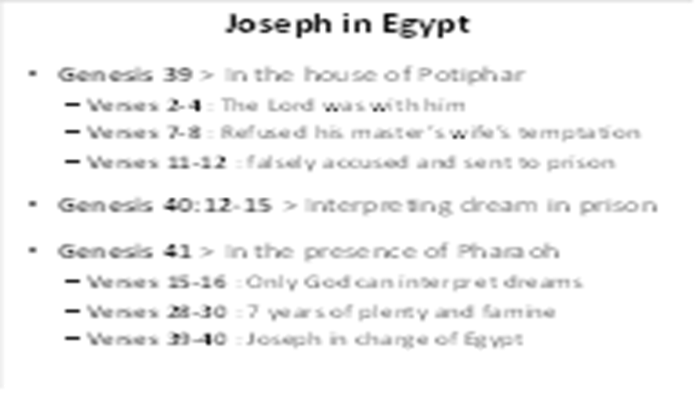 Joseph in Egypt
• Genesis 39 > In the house of Potiphar
– Verses 2-4 : The Lord was with him
– Verses 7-8 : Refused his master's wife's temptation
– Verses 11-12 : falsely accused and sent to prison
• Genesis 40:12-15 > Interpreting dream in prison
• Genesis 41 > In the presence of Pharaoh
– Verses 15-16 : Only God can interpret dreams
– Verses 28-30 : 7 years of plenty and famine
– Verses 39-40 : Joseph in charge of Egypt